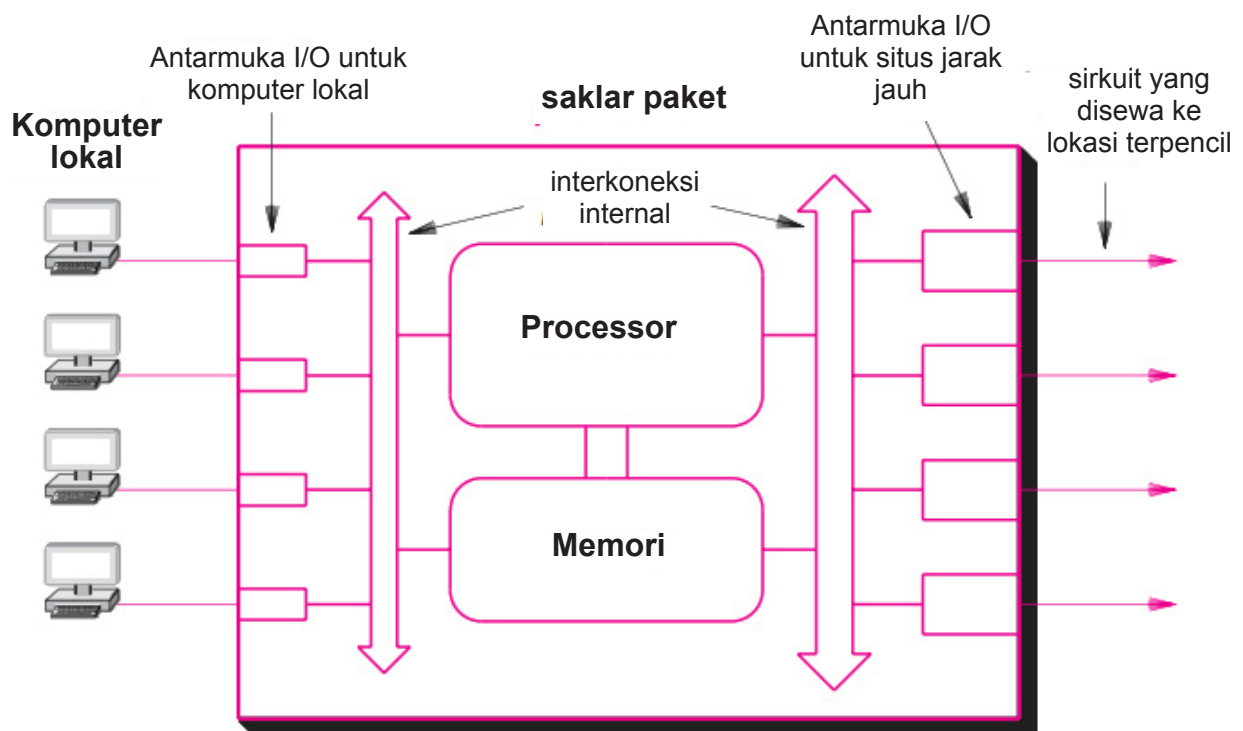 Antarmuka I/O untuk
komputer lokal
saklar paket
Antarmuka I/O
untuk situs jarak
jauh
sirkuit yang
disewa ke
lokasi terpencil
Komputer
lokal
interkoneksi
internal
Processor
Memori